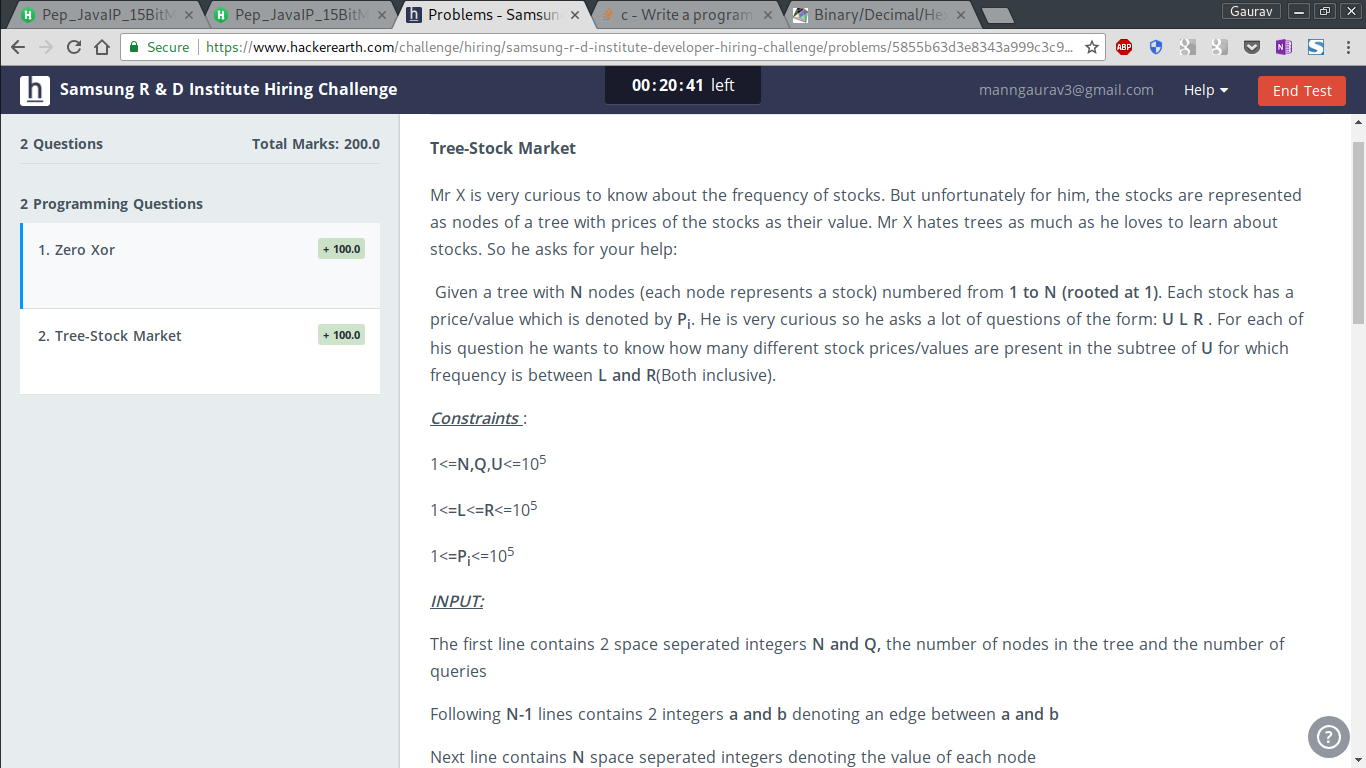 Pep_JavaIP_15BitM
Pep_JavaIP_15BitM
Problems - Samsun
c - Write a program
Binary/Decimal/He
Gaurav
Secure
https://www.hackerearth.com/challenge/hiring/samsung-r-d-institute-developer-hiring-challenge/problems/5855b63d3e8343a999c3c9...
ABP
h Samsung R & D Institute Hiring Challenge
00:20:41 left
manngaurav3@gmail.com
Help
End Test
2 Questions
Total Marks: 200.0
2 Programming Questions
1. Zero Xor
+ 100.0
2. Tree-Stock Market
+ 100.0
Tree-Stock Market
Mr X is very curious to know about the frequency of stocks. But unfortunately for him, the stocks are represented
as nodes of a tree with prices of the stocks as their value. Mr X hates trees as much as he loves to learn about
stocks. So he asks for your help:
Given a tree with N nodes (each node represents a stock) numbered from 1 to N (rooted at 1). Each stock has a
price/value which is denoted by Pi. He is very curious so he asks a lot of questions of the form: U L R . For each of
his question he wants to know how many different stock prices/values are present in the subtree of U for which
frequency is between L and R(Both inclusive).
Constraints :
1<=N,Q,U<=10⁵
1<=L<=R<=10⁵
1<=Pi<=10⁵
INPUT:
The first line contains 2 space seperated integers N and Q, the number of nodes in the tree and the number of
queries
Following N-1 lines contains 2 integers a and b denoting an edge between a and b
Next line contains N space seperated integers denoting the value of each node
?